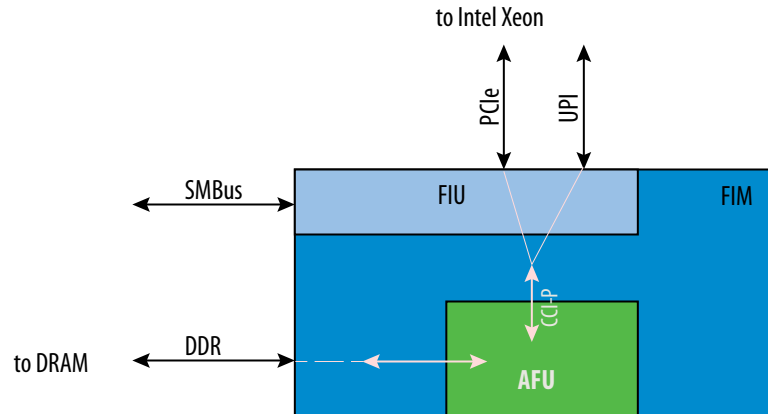 to Intel Xeon
PCIe
UPI
SMBus
FIU
FIM
CCI-P
DDR
to DRAM
AFU